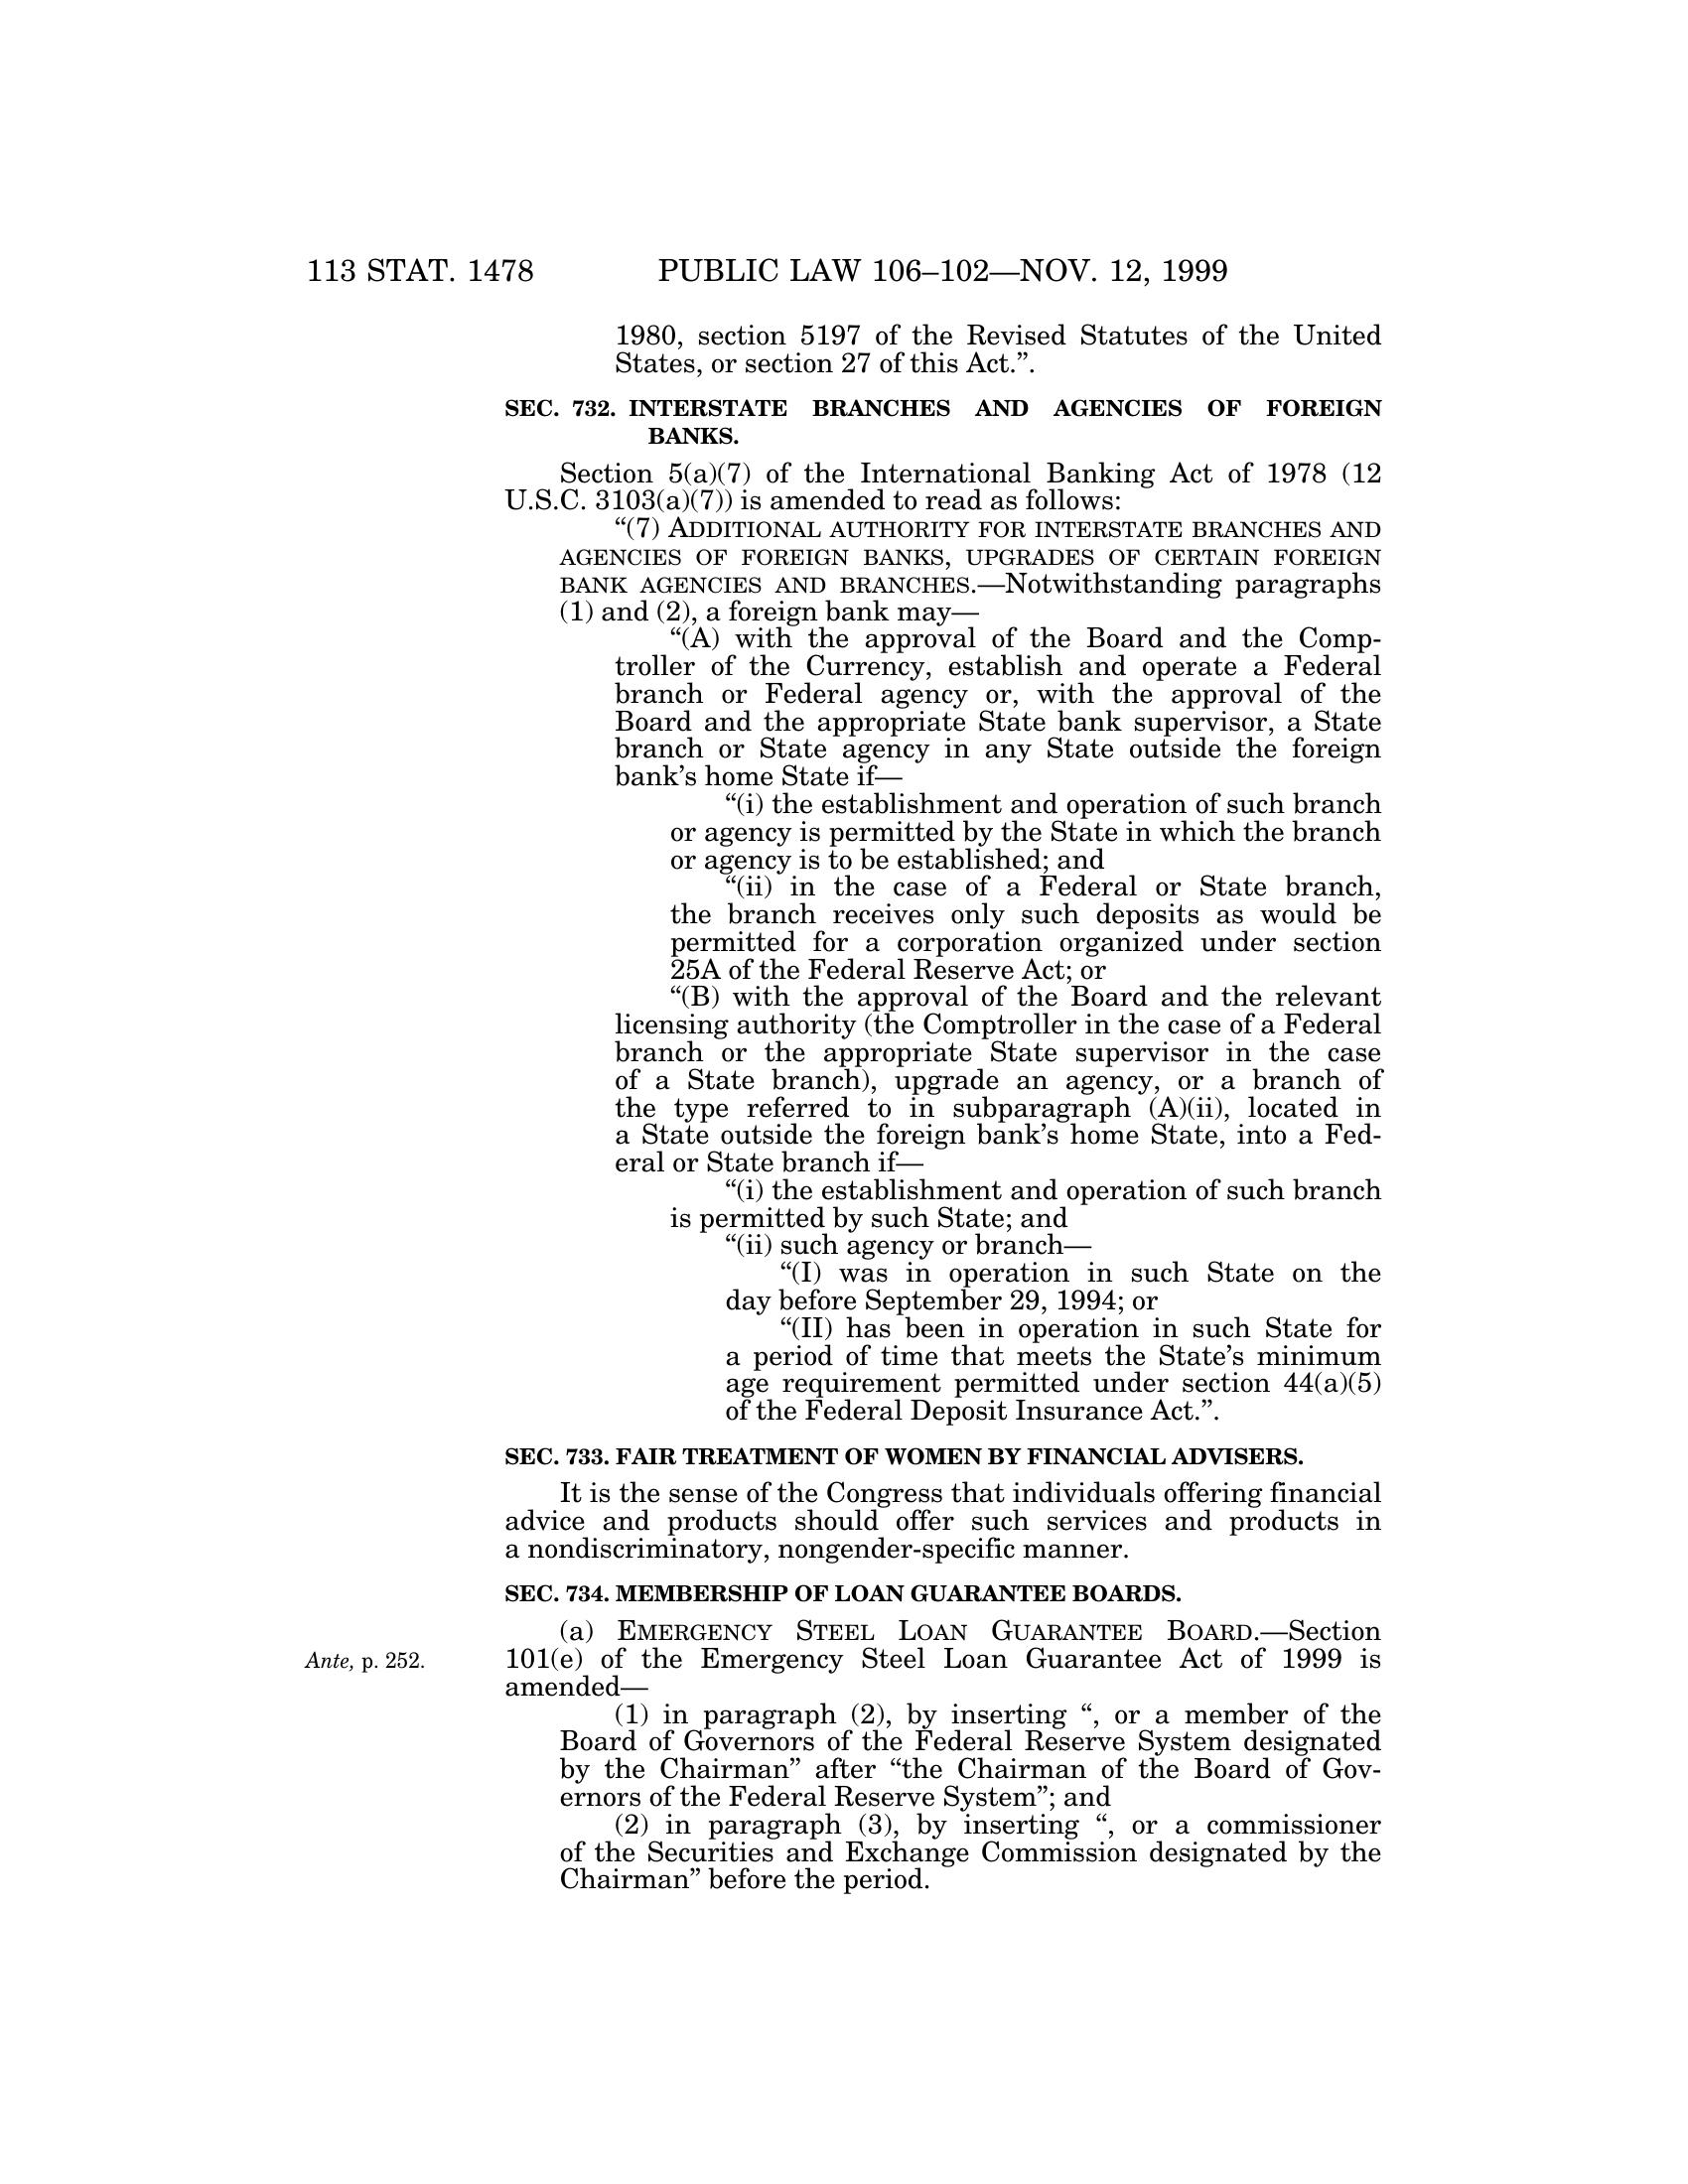 113 STAT. 1478 PUBLIC LAW 106–102—NOV. 12, 1999
1980, section 5197 of the Revised Statutes of the United
States, or section 27 of this Act.”.
SEC. 732. INTERSTATE BRANCHES AND AGENCIES OF FOREIGN
BANKS.
Section 5(a)(7) of the International Banking Act of 1978 (12
U.S.C. 3103(a)(7)) is amended to read as follows:
“(7) ADDITIONAL AUTHORITY FOR INTERSTATE BRANCHES AND
AGENCIES OF FOREIGN BANKS, UPGRADES OF CERTAIN FOREIGN
BANK AGENCIES AND BRANCHES.—Notwithstanding paragraphs
(1) and (2), a foreign bank may—
“(A) with the approval of the Board and the Comp-
troller of the Currency, establish and operate a Federal
branch or Federal agency or, with the approval of the
Board and the appropriate State bank supervisor, a State
branch or State agency in any State outside the foreign
bank’s home State if—
“(i) the establishment and operation of such branch
or agency is permitted by the State in which the branch
or agency is to be established; and
“(ii) in the case of a Federal or State branch,
the branch receives only such deposits as would be
permitted for a corporation organized under section
25A of the Federal Reserve Act; or
“(B) with the approval of the Board and the relevant
licensing authority (the Comptroller in the case of a Federal
branch or the appropriate State supervisor in the case
of a State branch), upgrade an agency, or a branch of
the type referred to in subparagraph (A)(ii), located in
a State outside the foreign bank’s home State, into a Fed-
eral or State branch if—
“(i) the establishment and operation of such branch
is permitted by such State; and
“(ii) such agency or branch—
“(I) was in operation in such State on the
day before September 29, 1994; or
“(II) has been in operation in such State for
a period of time that meets the State’s minimum
age requirement permitted under section 44(a)(5)
of the Federal Deposit Insurance Act.”.
SEC. 733. FAIR TREATMENT OF WOMEN BY FINANCIAL ADVISERS.
It is the sense of the Congress that individuals offering financial
advice and products should offer such services and products in
a nondiscriminatory, nongender-specific manner.
SEC. 734. MEMBERSHIP OF LOAN GUARANTEE BOARDS.
(a) EMERGENCY STEEL LOAN GUARANTEE BOARD.—Section
Ante, p. 252. 101(e) of the Emergency Steel Loan Guarantee Act of 1999 is
amended—
(1) in paragraph (2), by inserting “, or a member of the
Board of Governors of the Federal Reserve System designated
by the Chairman” after “the Chairman of the Board of Gov-
ernors of the Federal Reserve System”; and
(2) in paragraph (3), by inserting “, or a commissioner
of the Securities and Exchange Commission designated by the
Chairman” before the period.